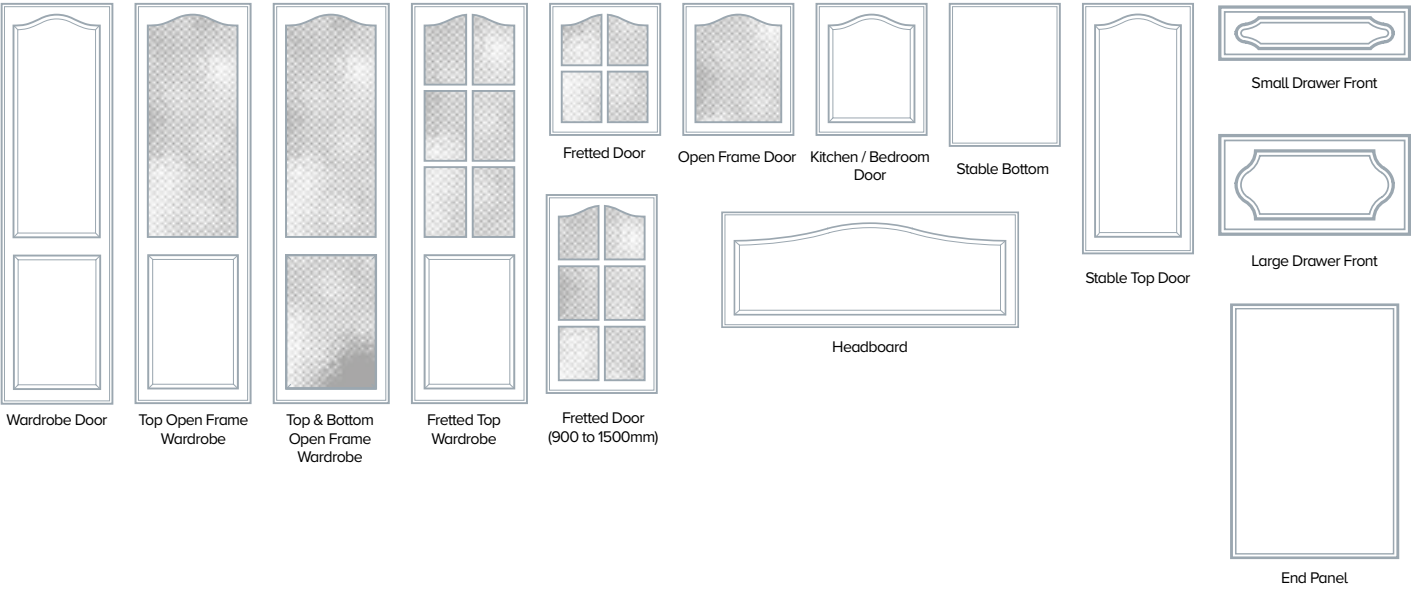 Small Drawer Front
Fretted Door
Open Frame Door
Kitchen / Bedroom
Door
Stable Bottom
Large Drawer Front
Stable Top Door
Headboard
Wardrobe Door
Top Open Frame
Wardrobe
Top & Bottom
Open Frame
Wardrobe
Fretted Top
Wardrobe
Fretted Door
(900 to 1500mm)
End Panel